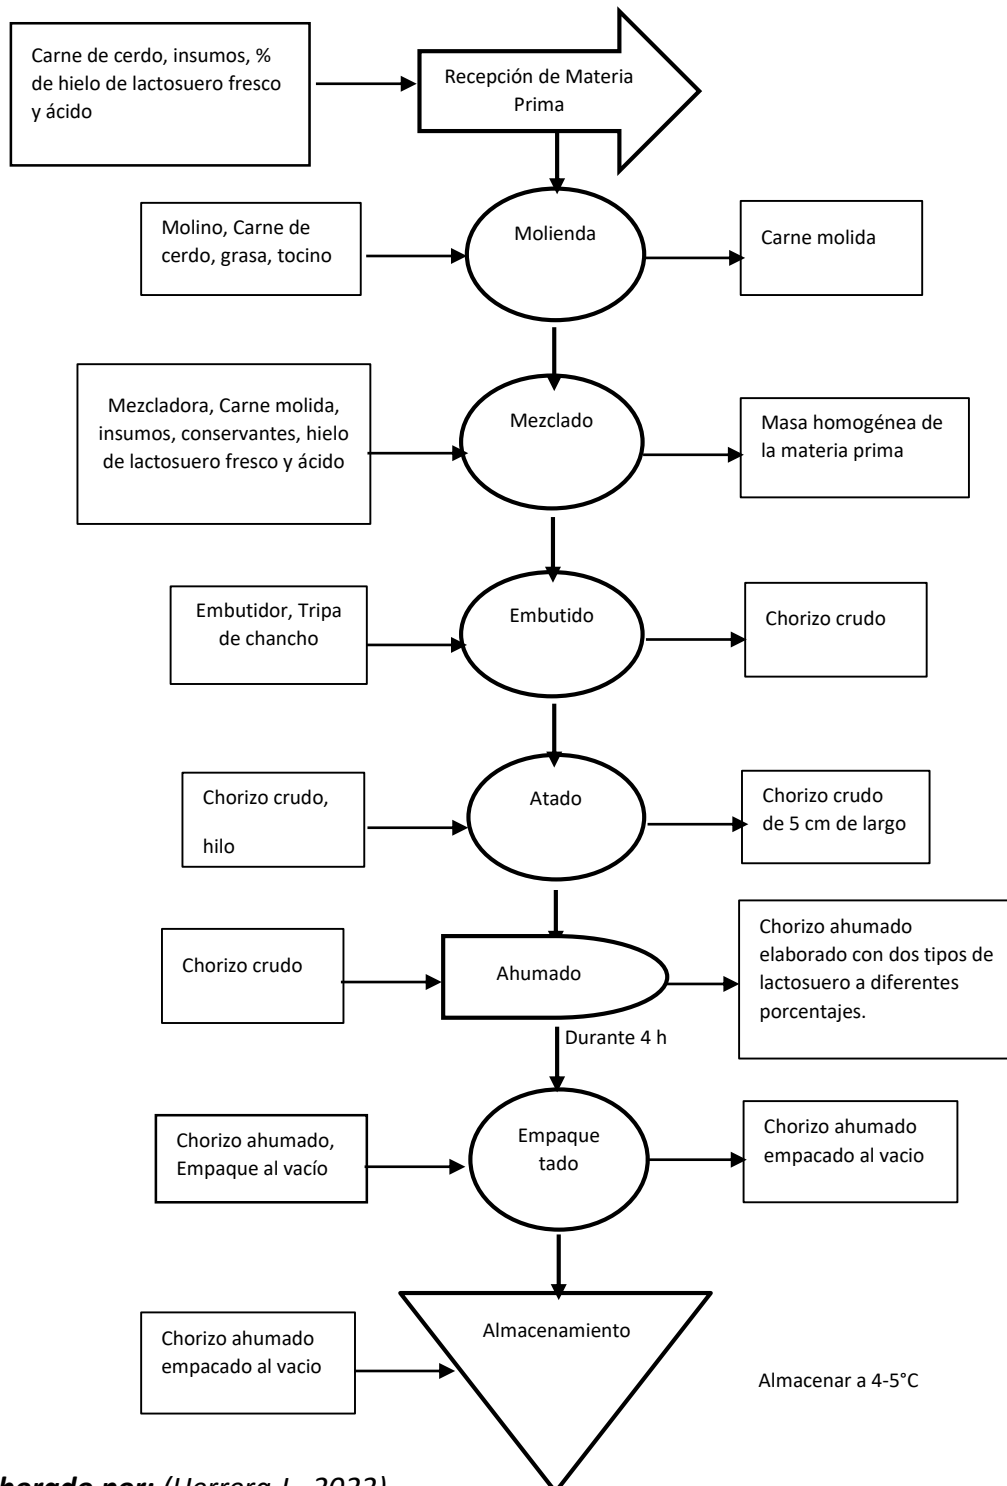 Carne de cerdo, insumos, %
de hielo de lactosuero fresco
y ácido
Recepción de Materia
Prima
Molino, Carne de
cerdo, grasa, tocino
Molienda
Carne molida
Mezcladora, Carne molida,
insumos, conservantes, hielo
de lactosuero fresco y ácido
Mezclado
Masa homogénea de
la materia prima
Embutidor, Tripa
de chancho
Embutido
Chorizo crudo
Chorizo crudo,
hilo
Atado
Chorizo crudo
de 5 cm de largo
Chorizo crudo
Ahumado
Chorizo ahumado
elaborado con dos tipos de
lactosuero a diferentes
porcentajes.
Durante 4 h
Chorizo ahumado,
Empaque al vacío
Empaque
tado
Chorizo ahumado
empacado al vacio
Chorizo ahumado
empacado al vacio
Almacenamiento
Almacenar a 4-5°C
por: (Herrera J., 2022)